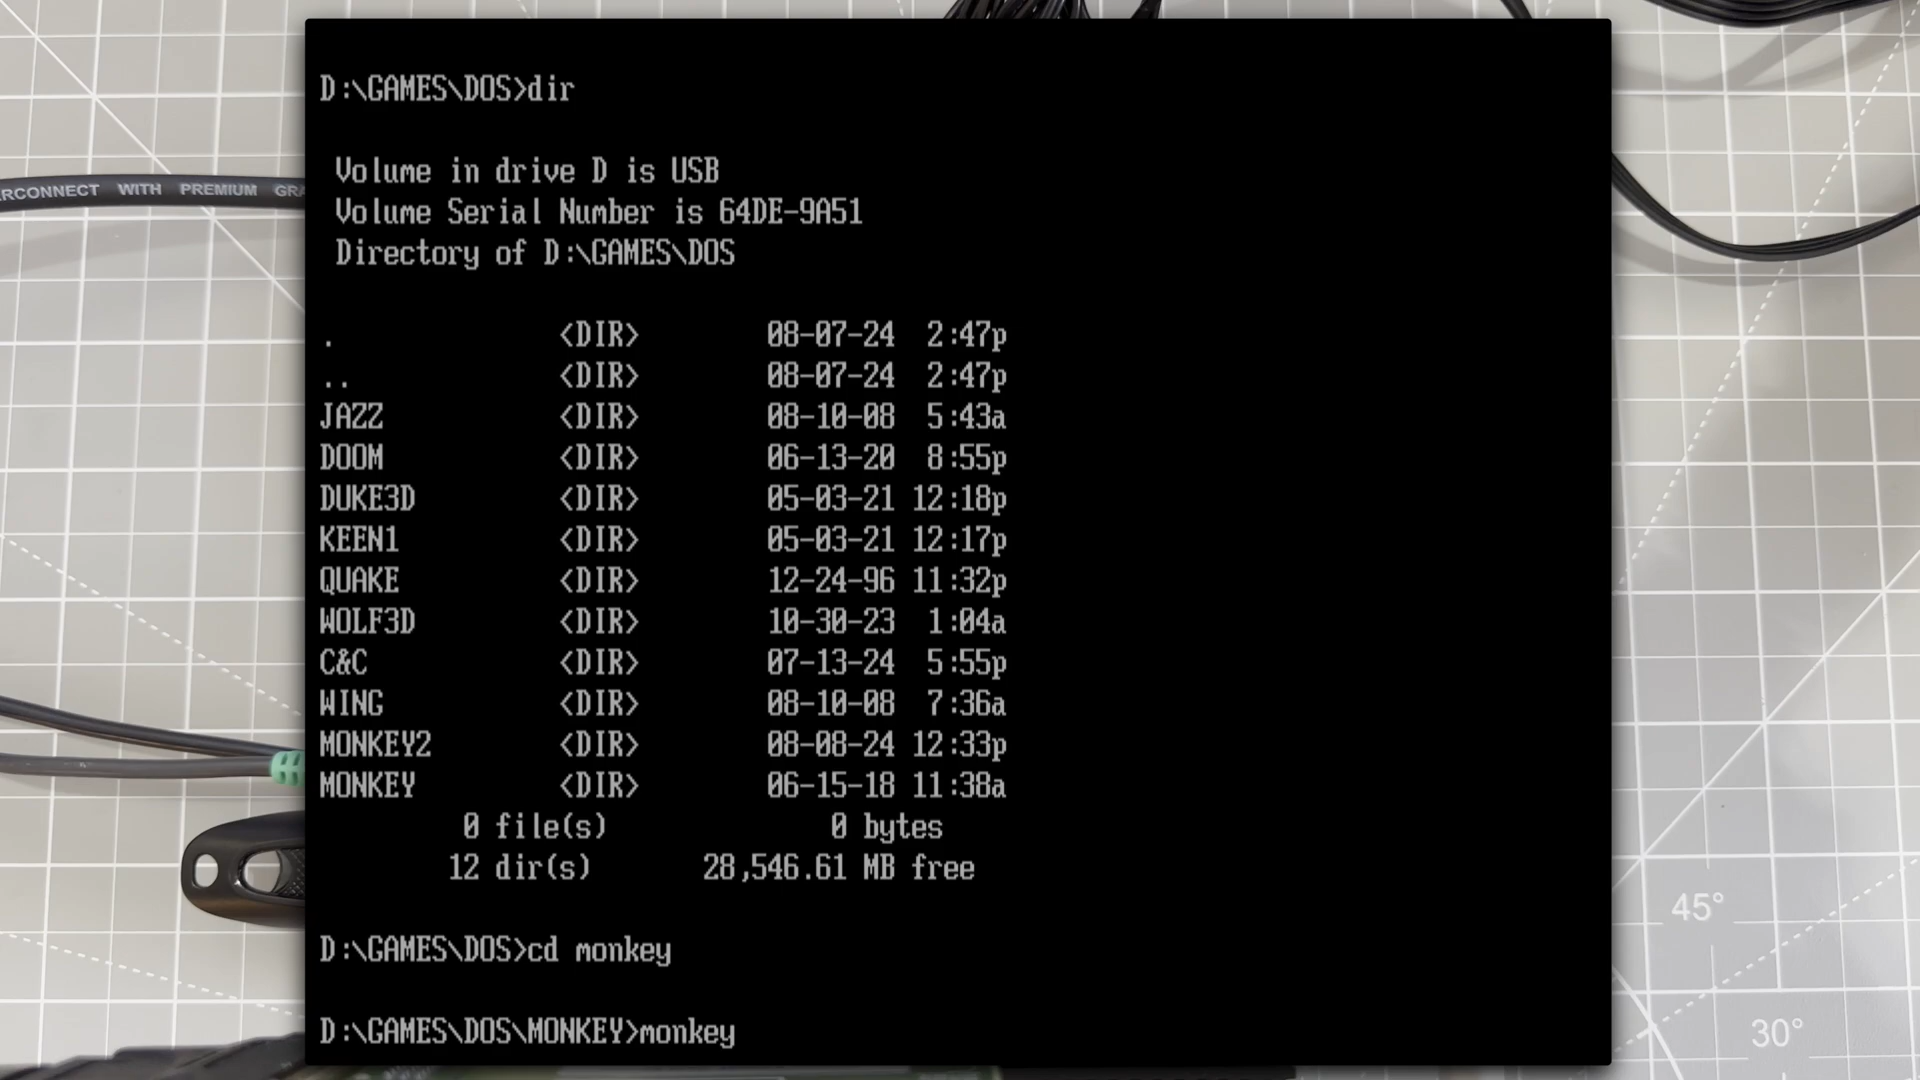 D:\GAMES\DOS>dir
Volume in drive D is USB
Volume Serial Number is 64DE-9A51
Directory of D:\GAMES\DOS
. <DIR> 08-07-24 2:47p
.. <DIR> 08-07-24 2:47p
JAZZ <DIR> 08-10-08 5:43a
DOOM <DIR> 06-13-20 8:55p
DUKE3D <DIR> 05-03-21 12:18p
KEEN1 <DIR> 05-03-21 12:17p
QUAKE <DIR> 12-24-96 11:32p
WOLF3D <DIR> 10-30-23 1:04a
C&C <DIR> 07-13-24 5:55p
WING <DIR> 08-10-08 7:36a
MONKEY2 <DIR> 08-08-24 12:33p
MONKEY <DIR> 06-15-18 11:38a
0 file(s) 0 bytes
12 dir(s) 28,546.61 MB free
D:\GAMES\DOS>cd monkey
D:\GAMES\DOS\MONKEY>monkey
RCONNECT WITH PREMIUM GRA
45°
30°